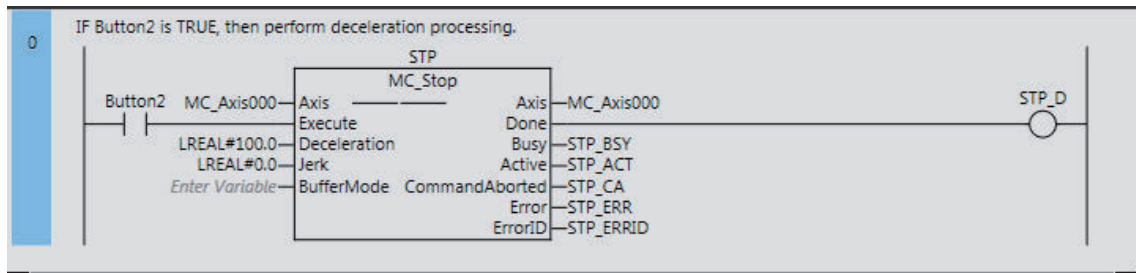 0
IF Button2 is TRUE, then perform deceleration processing.
STP
MC_Stop
Button2 MC_Axis000 Axis Axis MC_Axis000 STP_D
Execute Done
LREAL#100.0 Deceleration Busy STP_BSY
LREAL#0.0 Jerk Active STP_ACT
Enter Variable BufferMode CommandAborted STP_CA
Error STP_ERR
ErrorID STP_ERRID